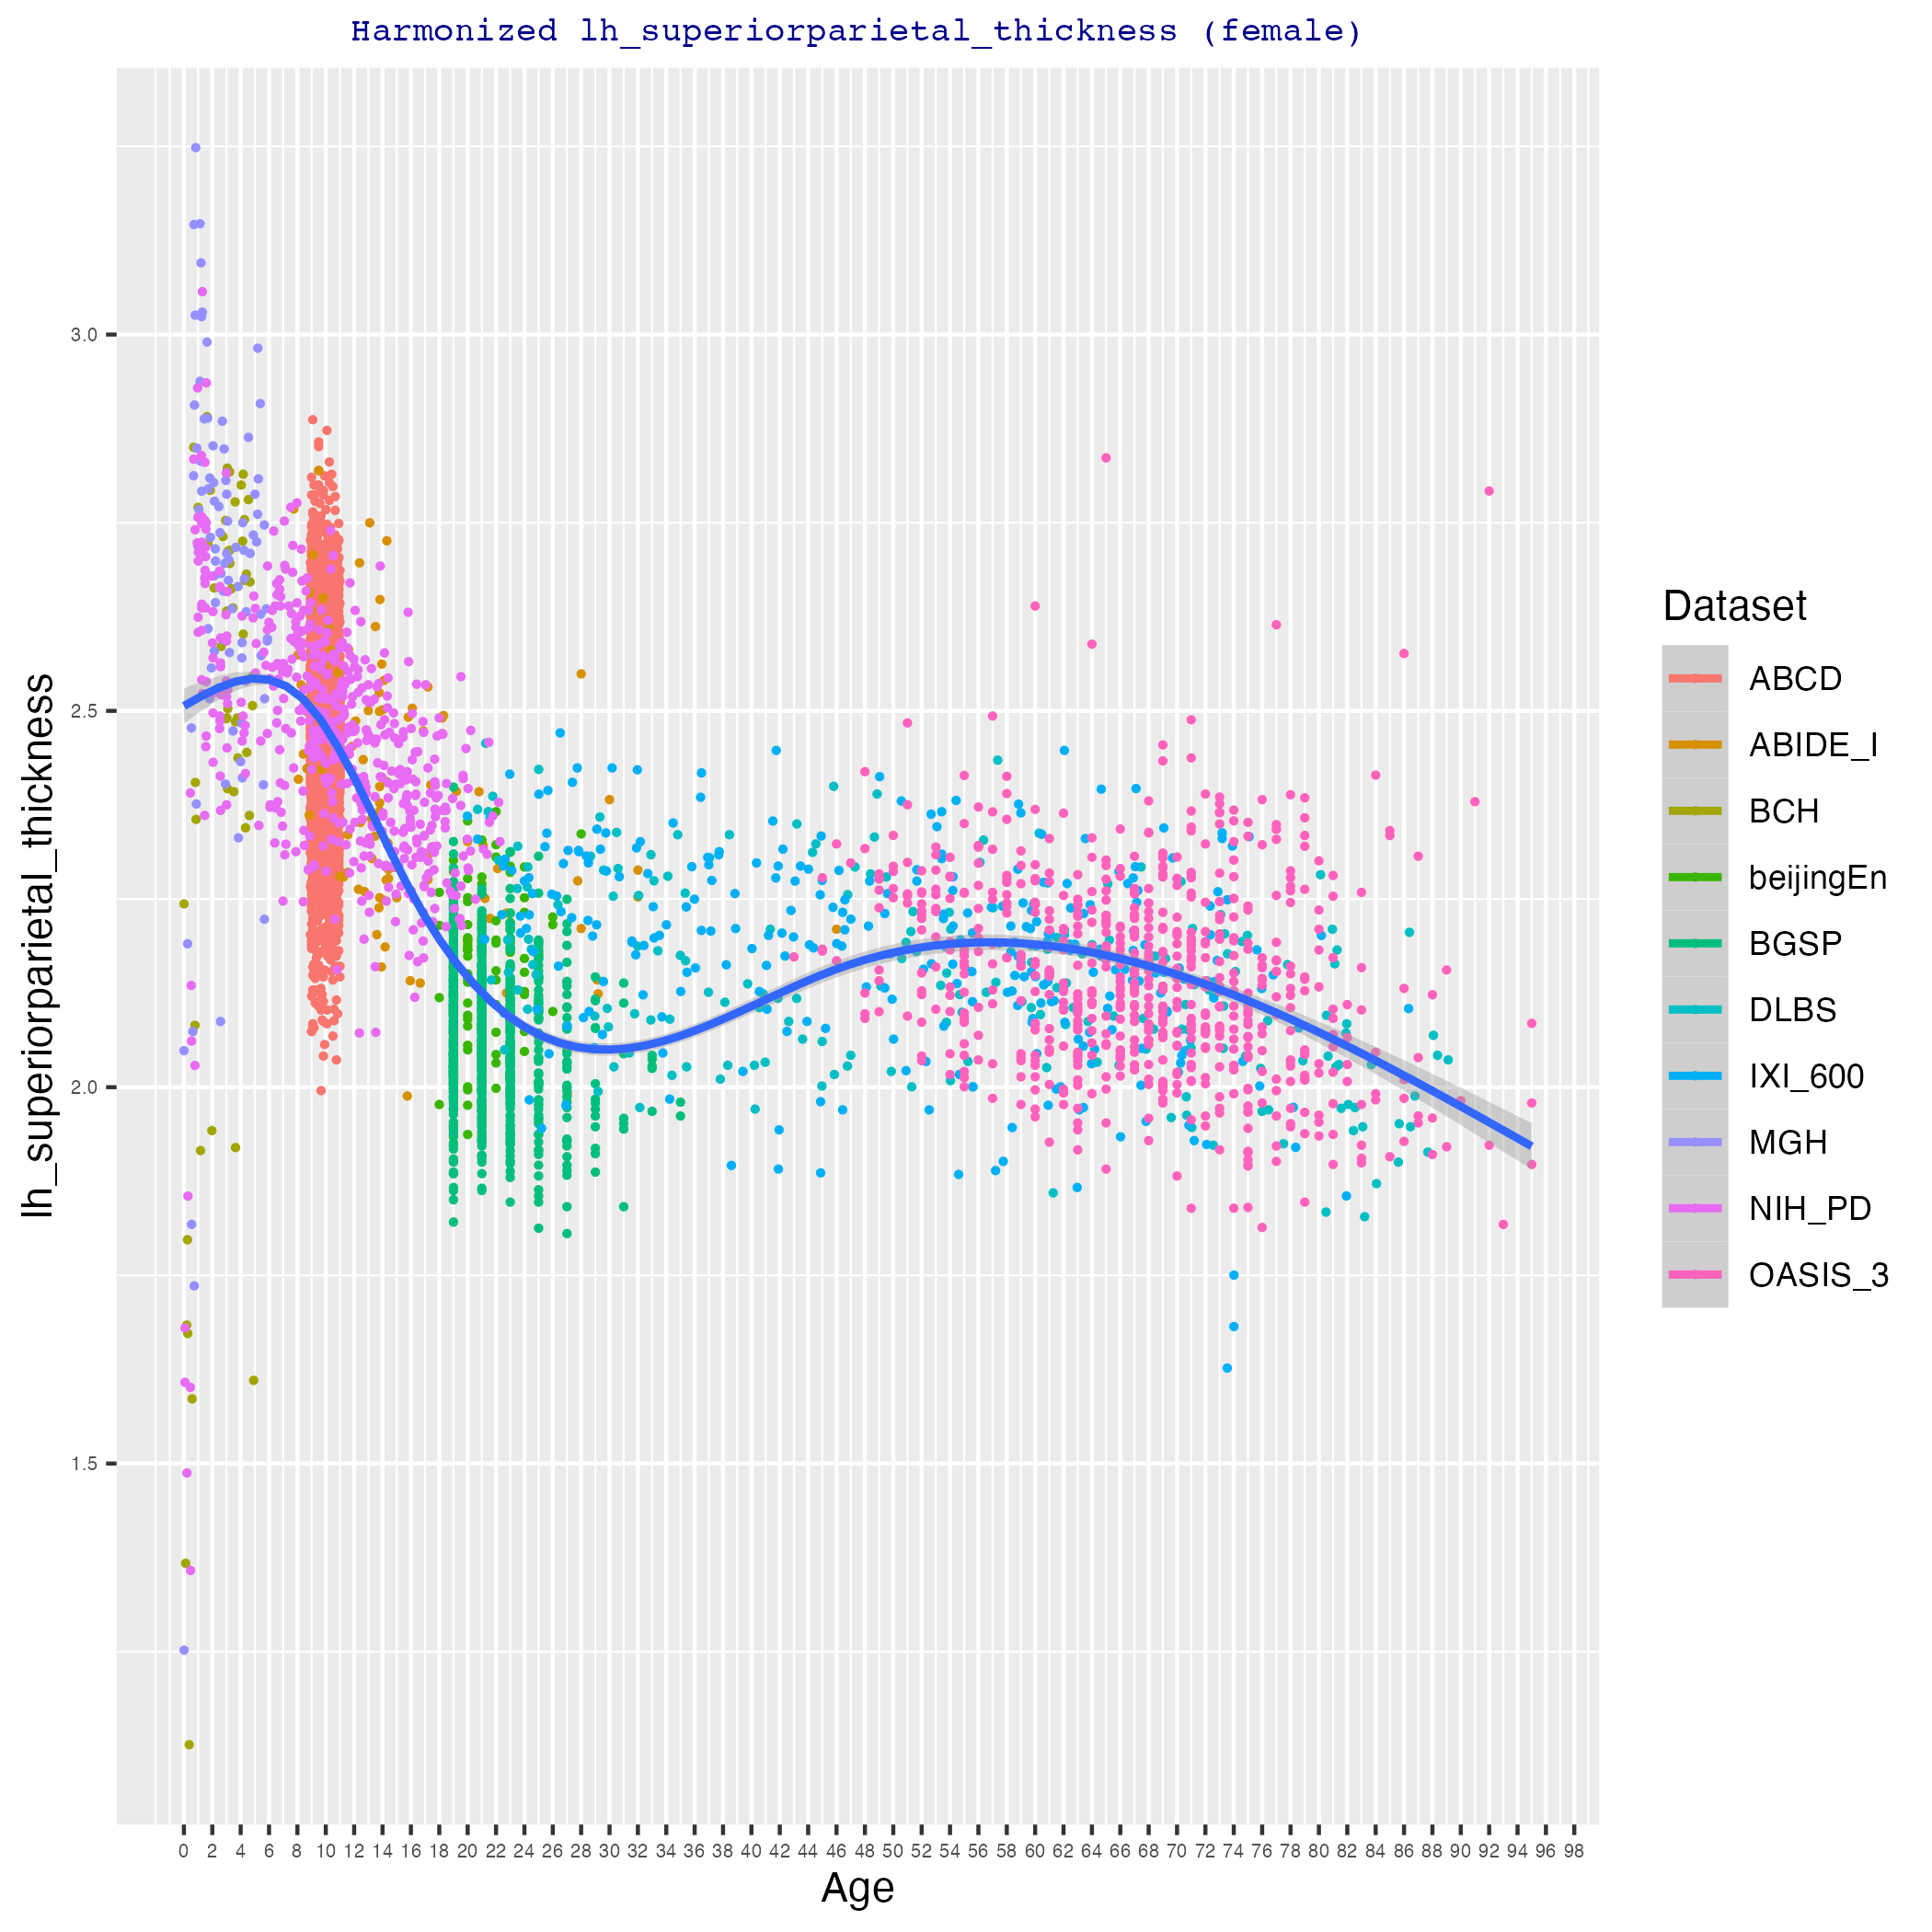 Harmonized lh_superiorparietal_thickness (female)
lh_superiorparietal_thickness
3.0
2.5
2.0
1.5
0 2 4 6 8 10 12 14 16 18 20 22 24 26 28 30 32 34 36 38 40 42 44 46 48 50 52 54 56 58 60 62 64 66 68 70 72 74 76 78 80 82 84 86 88 90 92 94 96 98
Age
Dataset
ABCD
ABIDE_I
BCH
beijingEn
BGSP
DLBS
IXI_600
MGH
NIH_PD
OASIS_3